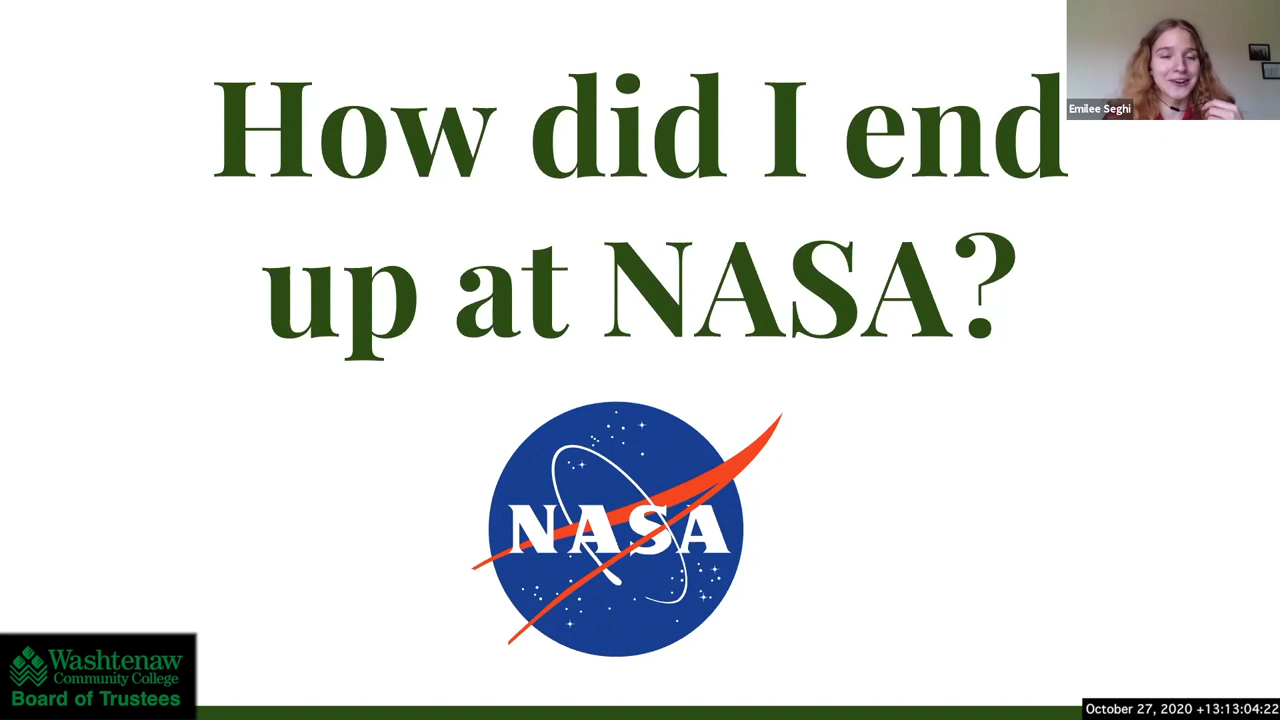 How did I end
Emilee Seghi
up at NASA?
NASA
Washtenaw
Community College
Board of Trustees
October 27, 2020 +13:13:04:22